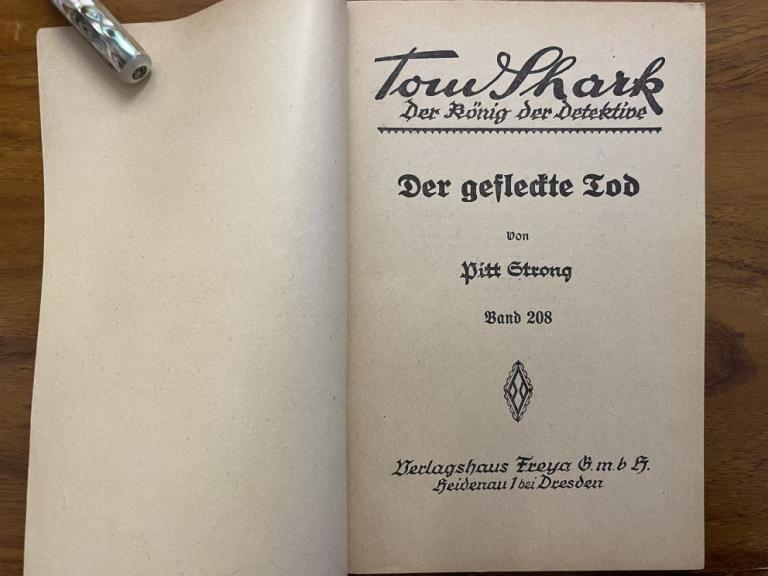 Tom Shark
Der König der Detektive
Der gefleckte Tod
von
Pitt Strong
Band 208
Verlagshaus Freya G.m.b H.
Heidenau 1 bei Dresden